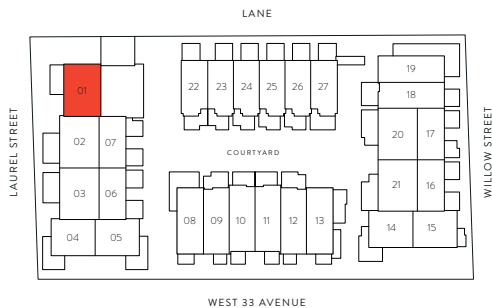 LANE
LAUREL STREET
WILLOW STREET
01
22 23 24 25 26 27
19
18
02 07
20 17
COURTYARD
03 06
21 16
08 09 10 11 12 13
04 05
14 15
WEST 33 AVENUE